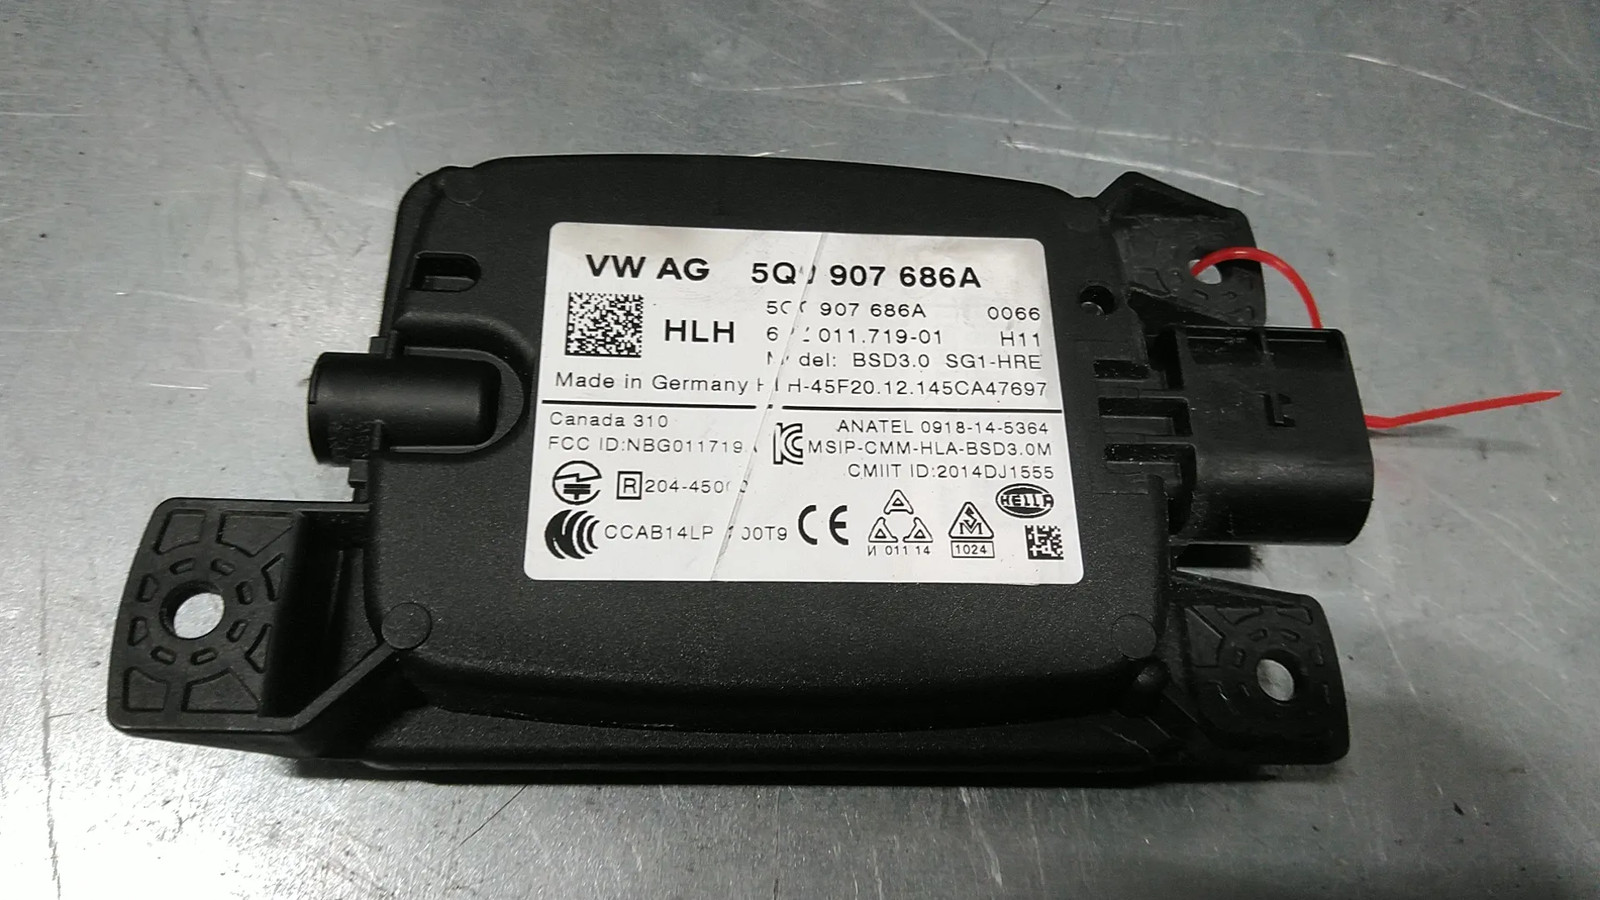 VW AG 907 686A
907 686A 0066
HLH 011.719-01 H11
BSD3.0 SG1-HRE
Made in Germany H-45F20.12.145CA47697
Canada 310 ANATEL 0918-14-5364
FCC ID:NBG011719 MSIP-CMM-HLA-BSD3.0M
CMIIT ID:2014DJ1555
R 204-450
HELLA
CCAB14LP 00T9 CE И 011 14 1024